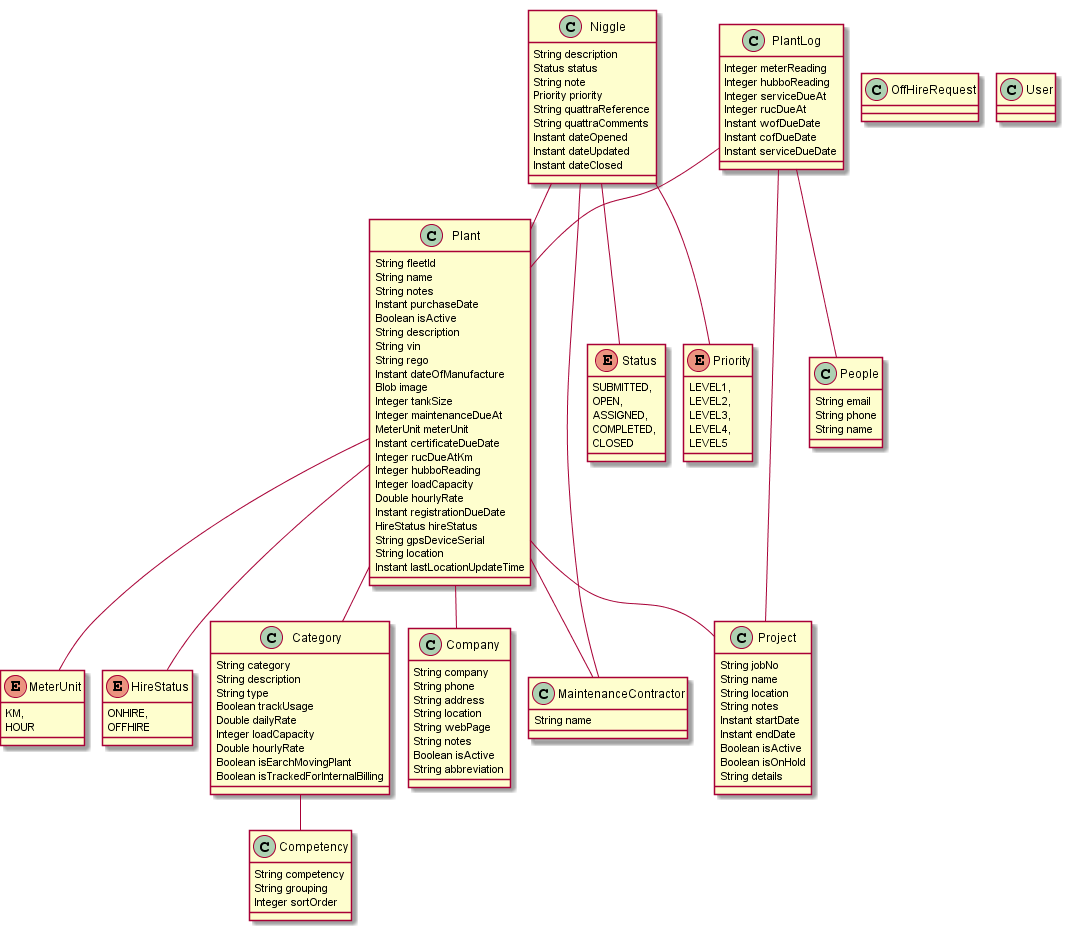 C Niggle
String description
Status status
String note
Priority priority
String quattraReference
String quattraComments
Instant dateOpened
Instant dateUpdated
Instant dateClosed
C PlantLog
Integer meterReading
Integer hubboReading
Integer serviceDueAt
Integer rucDueAt
Instant wofDueDate
Instant cofDueDate
Instant serviceDueDate
C OffHireRequest
C User
C Plant
String fleetId
String name
String notes
Instant purchaseDate
Boolean isActive
String description
String vin
String rego
Instant dateOfManufacture
Blob image
Integer tankSize
Integer maintenanceDueAt
MeterUnit meterUnit
Instant certificateDueDate
Integer rucDueAtKm
Integer hubboReading
Integer loadCapacity
Double hourlyRate
Instant registrationDueDate
HireStatus hireStatus
String gpsDeviceSerial
String location
Instant lastLocationUpdateTime
E Status
SUBMITTED,
OPEN,
ASSIGNED,
COMPLETED,
CLOSED
E Priority
LEVEL1,
LEVEL2,
LEVEL3,
LEVEL4,
LEVEL5
C People
String email
String phone
String name
E MeterUnit
KM,
HOUR
E HireStatus
ONHIRE,
OFFHIRE
C Category
String category
String description
String type
Boolean trackUsage
Double dailyRate
Integer loadCapacity
Double hourlyRate
Boolean isEarchMovingPlant
Boolean isTrackedForInternalBilling
C Company
String company
String phone
String address
String location
String webPage
String notes
Boolean isActive
String abbreviation
C MaintenanceContractor
String name
C Project
String jobNo
String name
String location
String notes
Instant startDate
Instant endDate
Boolean isActive
Boolean isOnHold
String details
C Competency
String competency
String grouping
Integer sortOrder